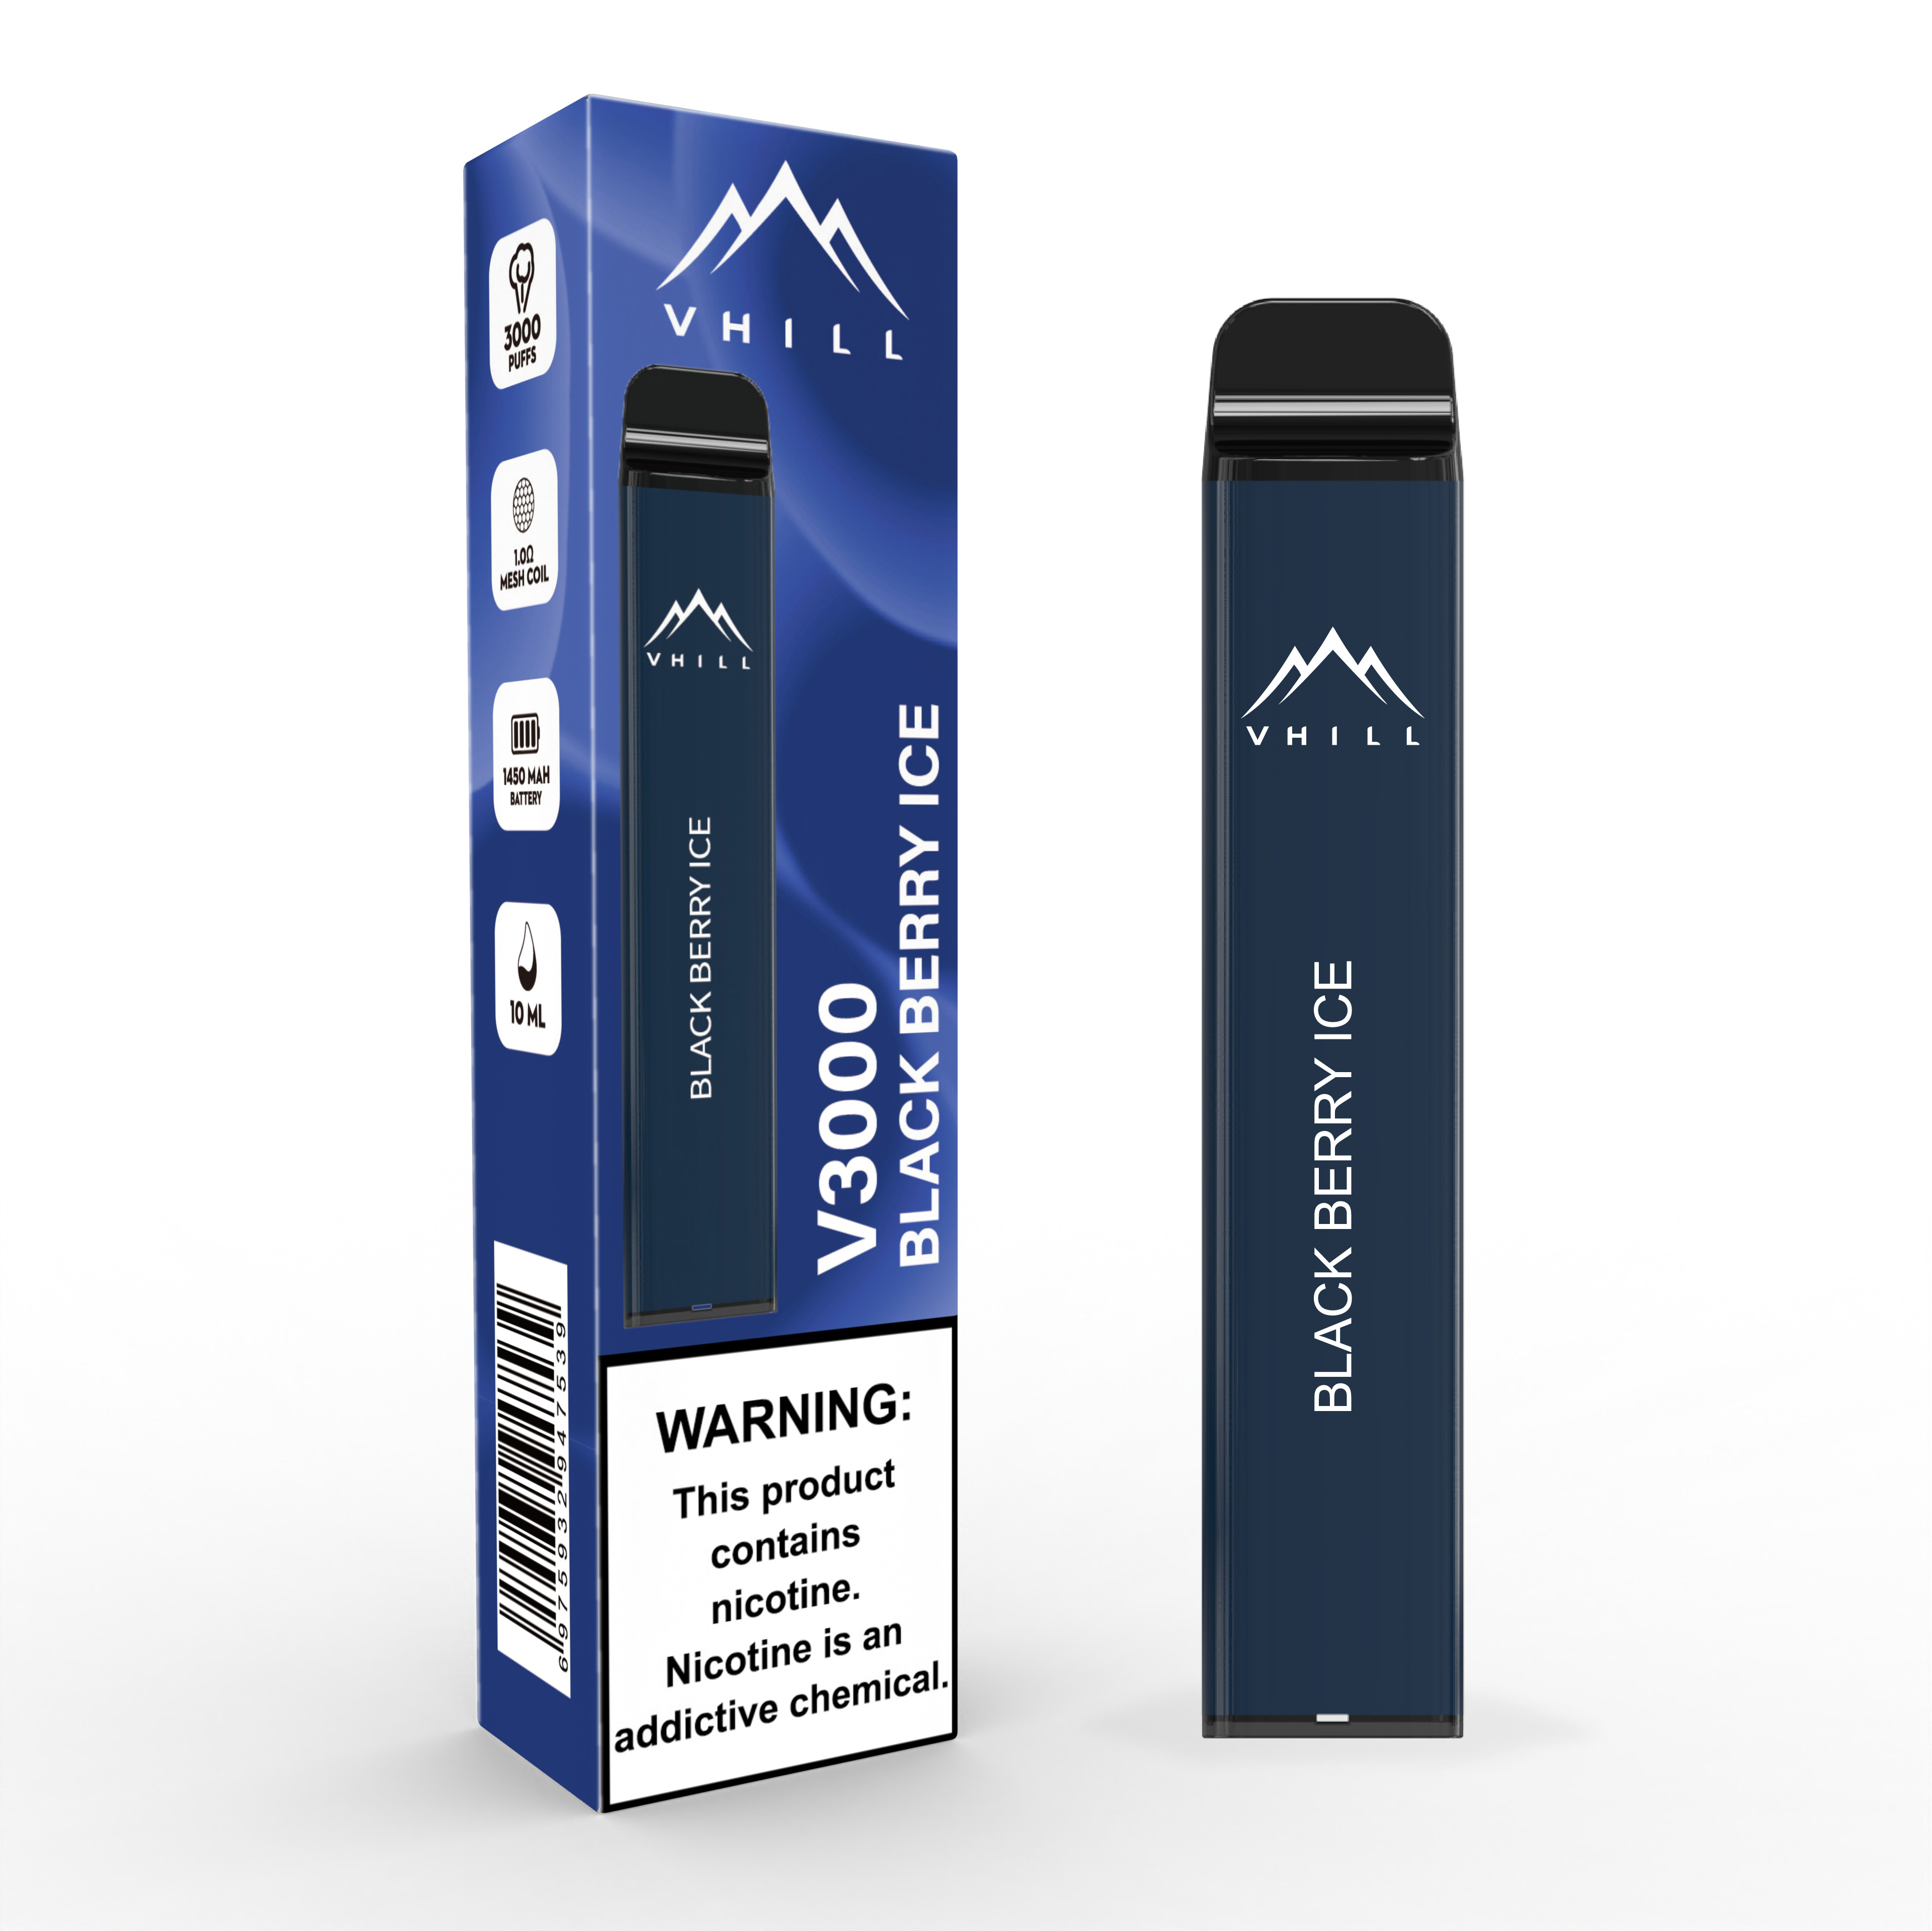 3000
PUFFS
1.0Ω
MESH COIL
1450 MAH
BATTERY
10 ML
6975932947539
VHILL
VHILL
BLACK BERRY ICE
V3000
BLACK BERRY ICE
WARNING:
This product
contains
nicotine.
Nicotine is an
addictive chemical.
VHILL
BLACK BERRY ICE